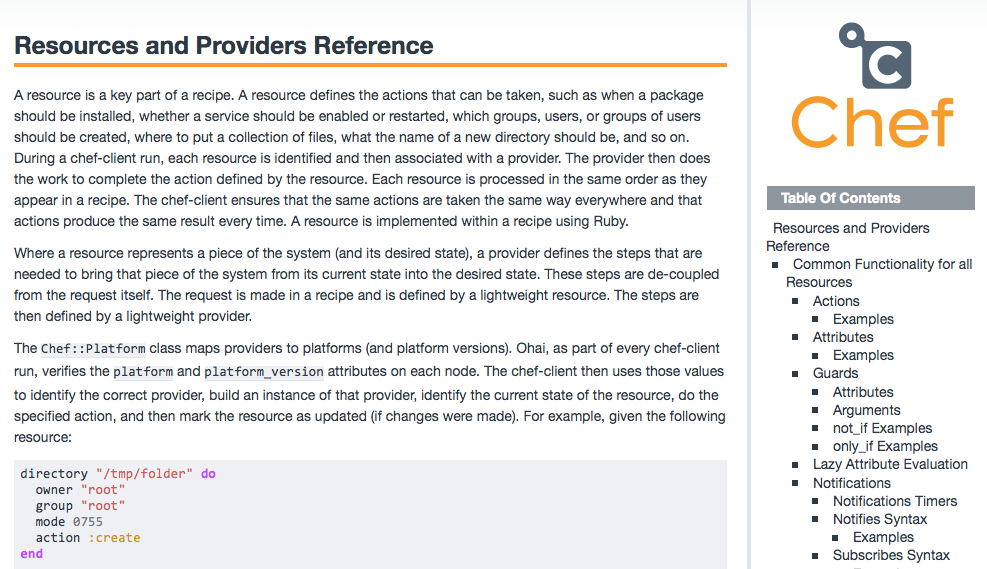 Resources and Providers Reference
A resource is a key part of a recipe. A resource defines the actions that can be taken, such as when a package
should be installed, whether a service should be enabled or restarted, which groups, users, or groups of users
should be created, where to put a collection of files, what the name of a new directory should be, and so on.
During a chef-client run, each resource is identified and then associated with a provider. The provider then does
the work to complete the action defined by the resource. Each resource is processed in the same order as they
appear in a recipe. The chef-client ensures that the same actions are taken the same way everywhere and that
actions produce the same result every time. A resource is implemented within a recipe using Ruby.
Where a resource represents a piece of the system (and its desired state), a provider defines the steps that are
needed to bring that piece of the system from its current state into the desired state. These steps are de-coupled
from the request itself. The request is made in a recipe and is defined by a lightweight resource. The steps are
then defined by a lightweight provider.
The Chef::Platform class maps providers to platforms (and platform versions). Ohai, as part of every chef-client
run, verifies the platform and platform_version attributes on each node. The chef-client then uses those values
to identify the correct provider, build an instance of that provider, identify the current state of the resource, do the
specified action, and then mark the resource as updated (if changes were made). For example, given the following
resource:
directory "/tmp/folder" do
  owner "root"
  group "root"
  mode 0755
  action :create
end
C
Chef
Table Of Contents
Resources and Providers
Reference
Common Functionality for all
Resources
Actions
Examples
Attributes
Examples
Guards
Attributes
Arguments
not_if Examples
only_if Examples
Lazy Attribute Evaluation
Notifications
Notifications Timers
Notifies Syntax
Examples
Subscribes Syntax